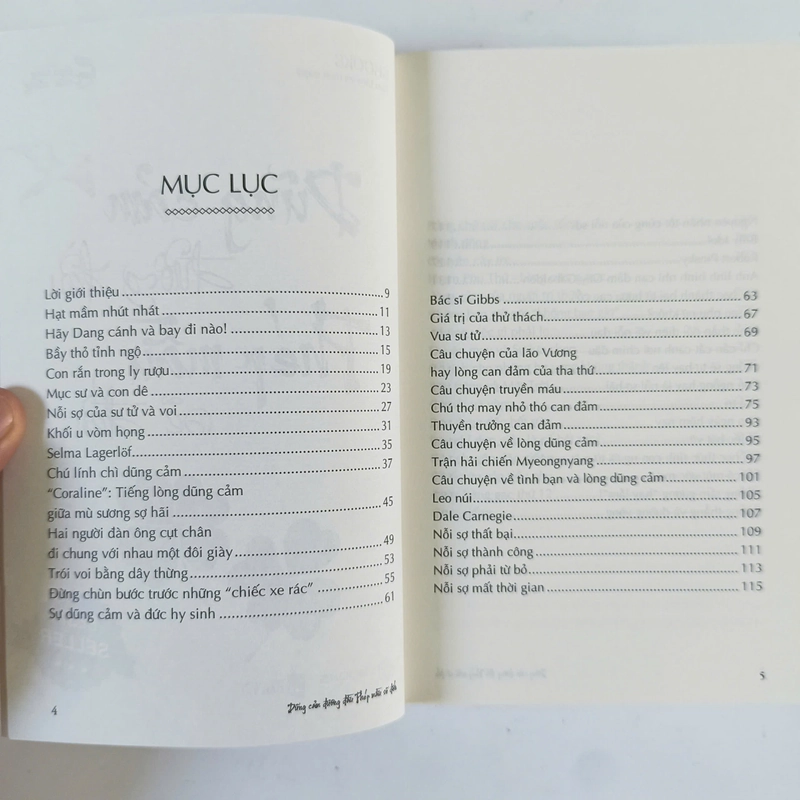 MỤC LỤC
Lời giới thiệu 9
Hạt mầm nhút nhát 11
Hãy Dang cánh và bay đi nào! 13
Bầy thỏ tỉnh ngộ 15
Con rắn trong ly rượu 19
Mục sư và con dê 23
Nỗi sợ của sư tử và voi 27
Khối u vòm họng 31
Selma Lagerlöf 35
Chú lính chì dũng cảm 37
“Coraline”: Tiếng lòng dũng cảm
giữa mù sương sợ hãi 45
Hai người đàn ông cụt chân
đi chung với nhau một đôi giày 49
Trói voi bằng dây thừng 53
Đừng chùn bước trước những “chiếc xe rác” 55
Sự dũng cảm và đức hy sinh 61
4
Dũng cảm đương đầu Phép màu sẽ đến
Bác sĩ Gibbs 63
Giá trị của thử thách 67
Vua sư tử 69
Câu chuyện của lão Vương
hay lòng can đảm của tha thứ 71
Câu chuyện truyền máu 73
Chú thợ may nhỏ thó can đảm 75
Thuyền trưởng can đảm 93
Câu chuyện về lòng dũng cảm 95
Trận hải chiến Myeongnyang 97
Câu chuyện về tình bạn và lòng dũng cảm 101
Leo núi 105
Dale Carnegie 107
Nỗi sợ thất bại 109
Nỗi sợ thành công 111
Nỗi sợ phải từ bỏ 113
Nỗi sợ mất thời gian 115
5